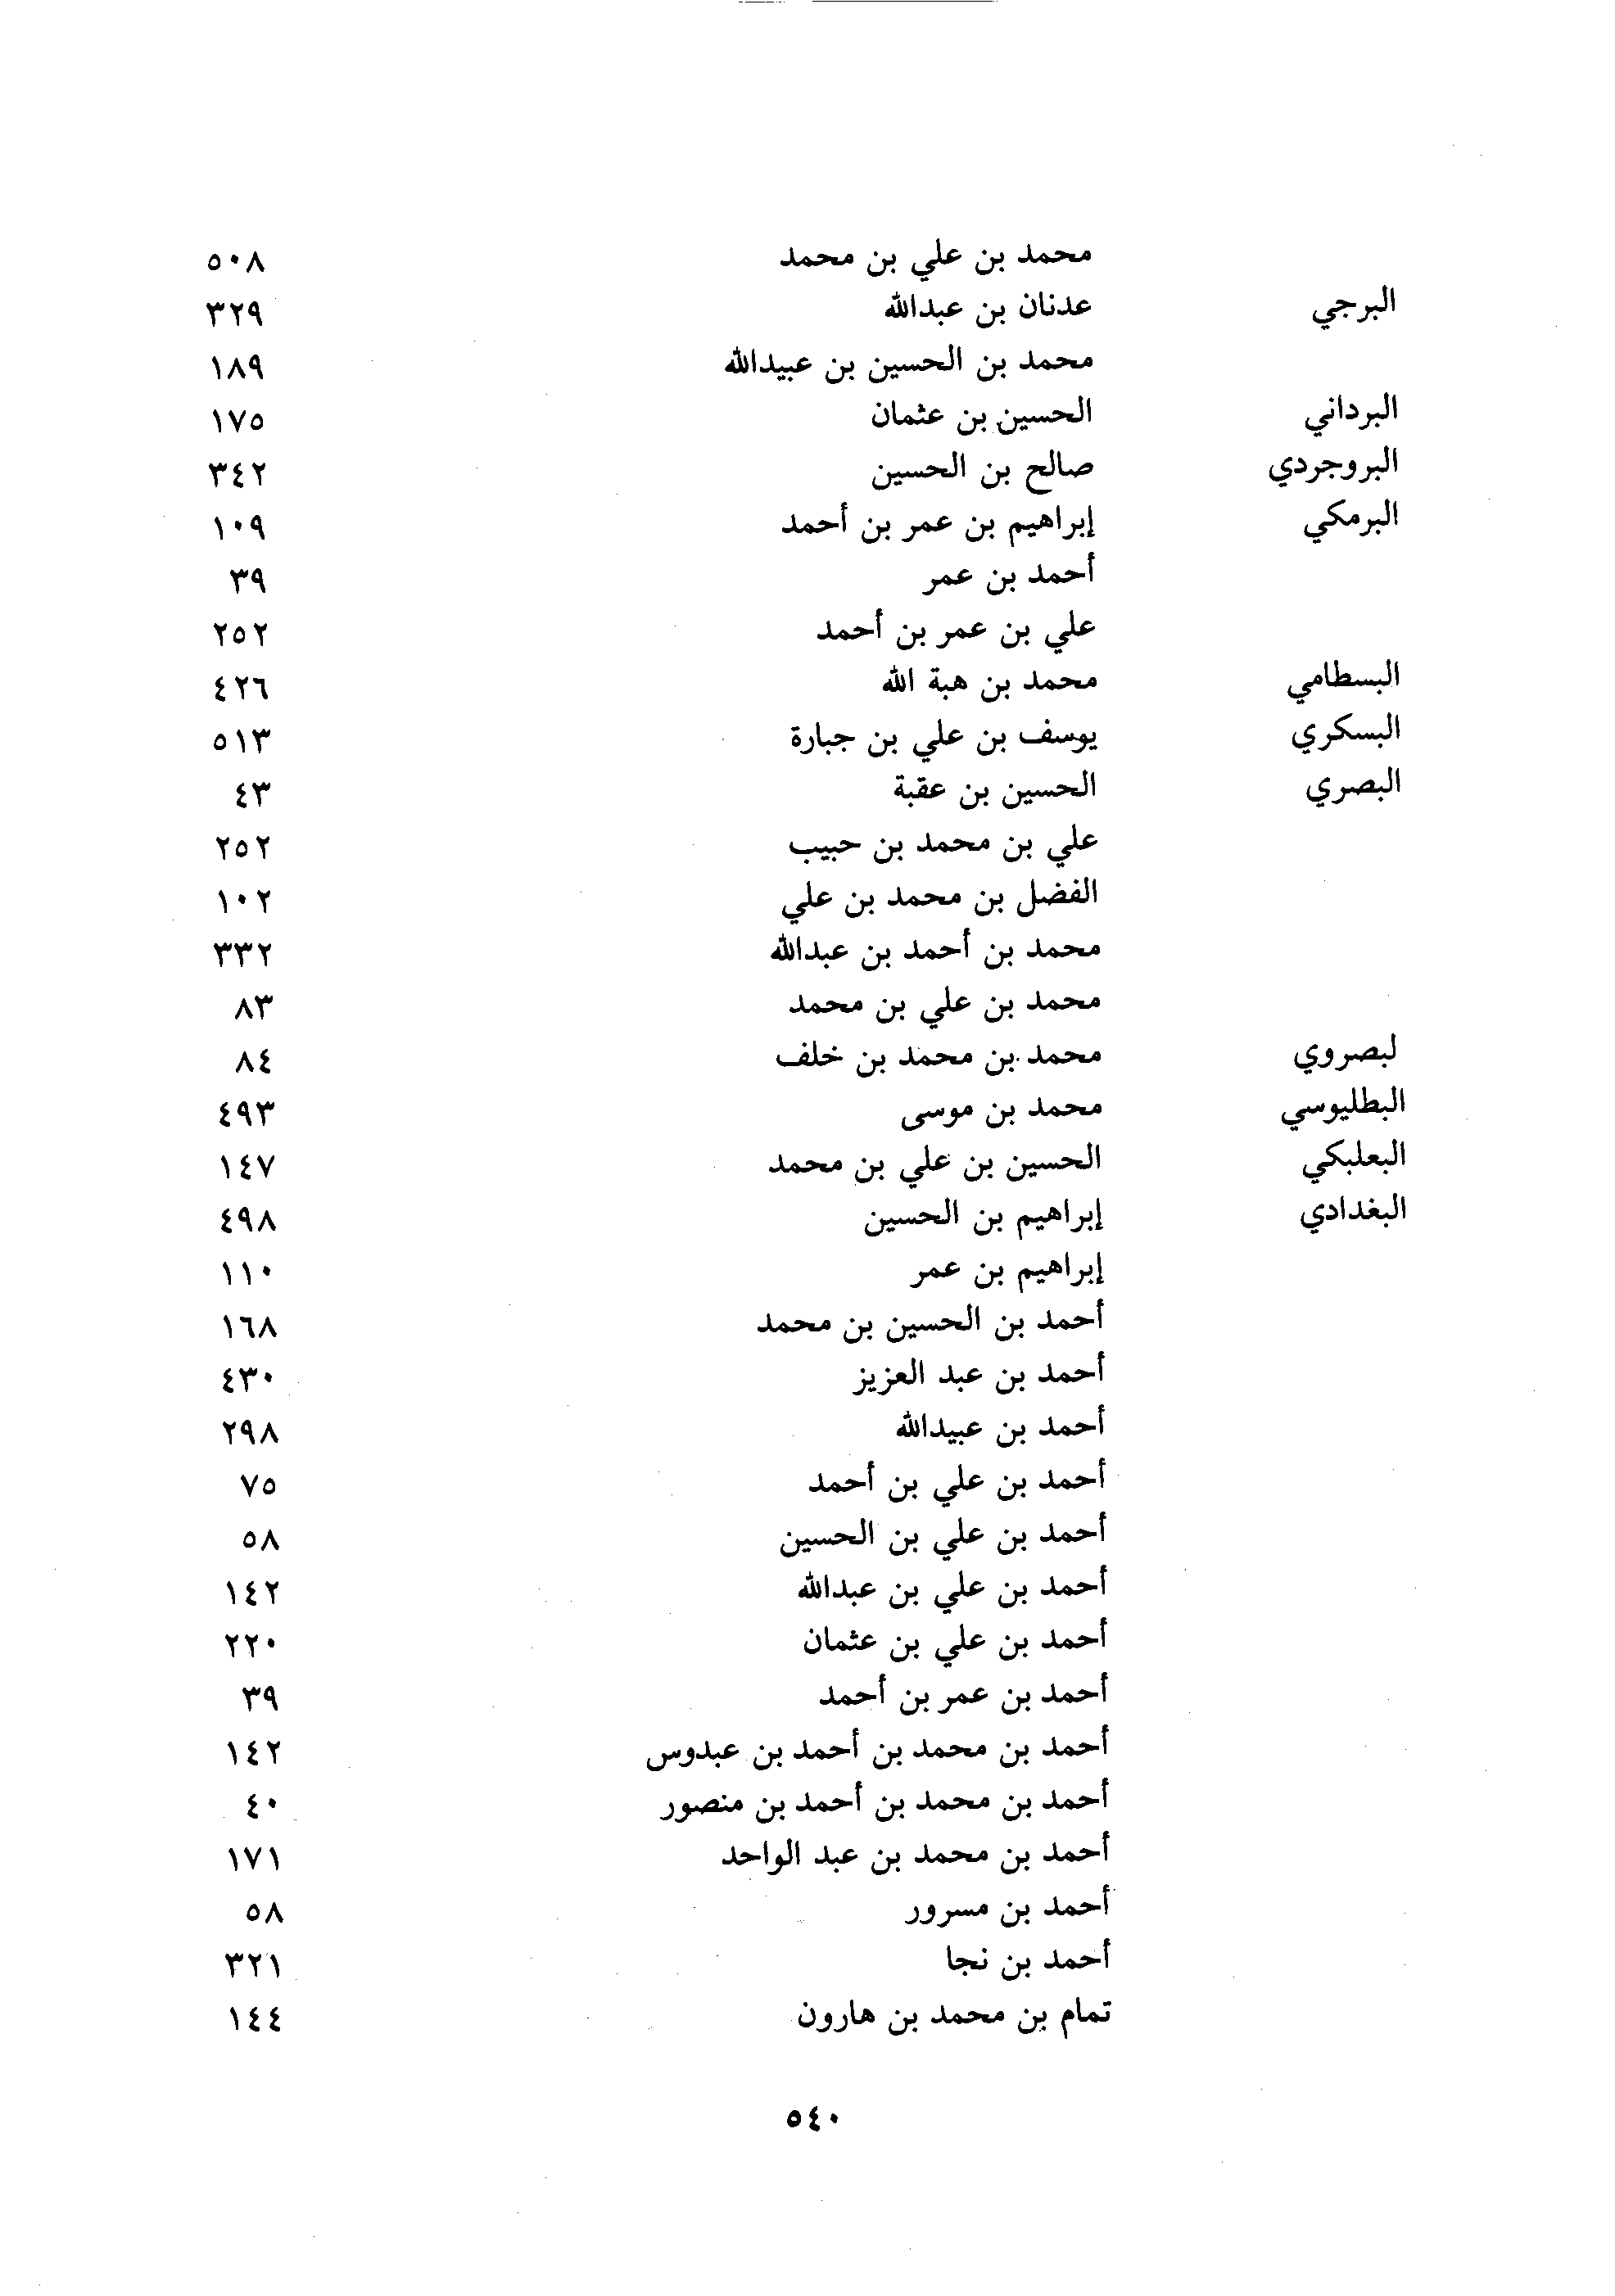 محمد بن علي بن محمد ٥٠٨
البرجي عدنان بن عبدالله ٣٢٩
محمد بن الحسين بن عبيدالله ١٨٩
البرداني الحسين بن عثمان ١٧٥
البروجردي صالح بن الحسين ٣٤٢
البرمكي إبراهيم بن عمر بن أحمد ١٠٩
أحمد بن عمر ٣٩
علي بن عمر بن أحمد ٢٥٢
البسطامي محمد بن هبة الله ٤٢٦
البسكري يوسف بن علي بن جبارة ٥١٣
البصري الحسين بن عقبة ٤٣
علي بن محمد بن حبيب ٢٥٢
الفضل بن محمد بن علي ١٠٢
محمد بن أحمد بن عبدالله ٣٣٢
محمد بن علي بن محمد ٨٣
لبصروي محمد بن محمد بن خلف ٨٤
البطليوسي محمد بن موسى ٤٩٣
البعلبكي الحسين بن علي بن محمد ١٤٧
البغدادي إبراهيم بن الحسين ٤٩٨
إبراهيم بن عمر ١١٠
أحمد بن الحسين بن محمد ١٦٨
أحمد بن عبد العزيز ٤٣٠
أحمد بن عبيدالله ٢٩٨
أحمد بن علي بن أحمد ٧٥
أحمد بن علي بن الحسين ٥٨
أحمد بن علي بن عبدالله ١٤٢
أحمد بن علي بن عثمان ٢٢٠
أحمد بن عمر بن أحمد ٣٩
أحمد بن محمد بن أحمد بن عبدوس ١٤٢
أحمد بن محمد بن أحمد بن منصور ٤٠
أحمد بن محمد بن عبد الواحد ١٧١
أحمد بن مسرور ٥٨
أحمد بن نجا ٣٢١
تمام بن محمد بن هارون ١٤٤
٥٤٠